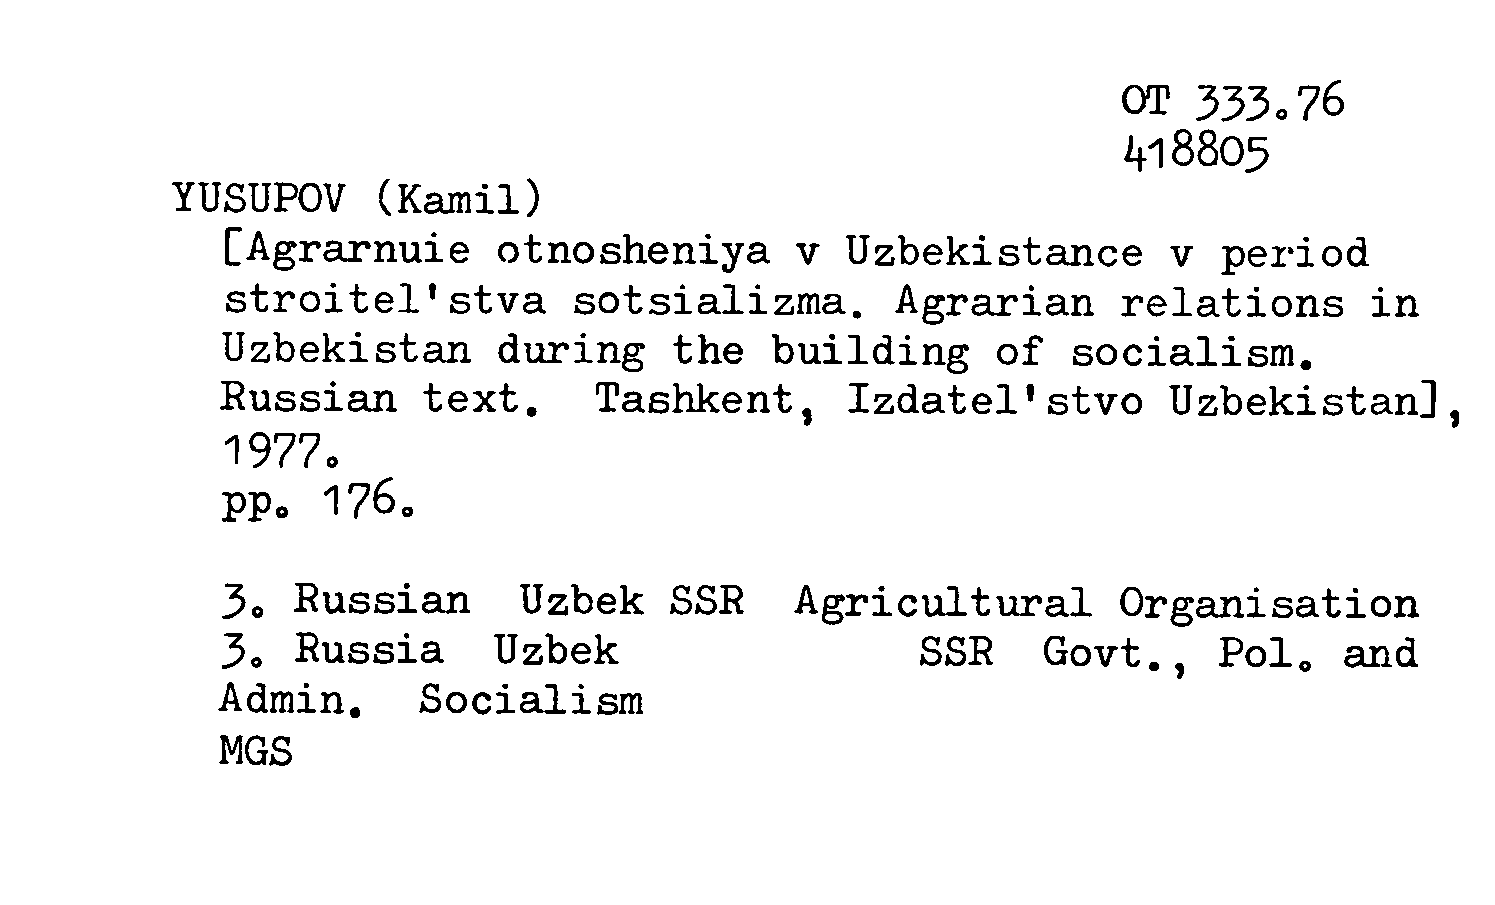 OT 333.76
418805
YUSUPOV (Kamil)
[Agrarnuie otnosheniya v Uzbekistance v period
stroitel'stva sotsializma. Agrarian relations in
Uzbekistan during the building of socialism.
Russian text. Tashkent, Izdatel'stvo Uzbekistan],
1977.
pp. 176.
3. Russian Uzbek SSR Agricultural Organisation
3. Russia Uzbek SSR Govt., Pol. and
Admin. Socialism
MGS